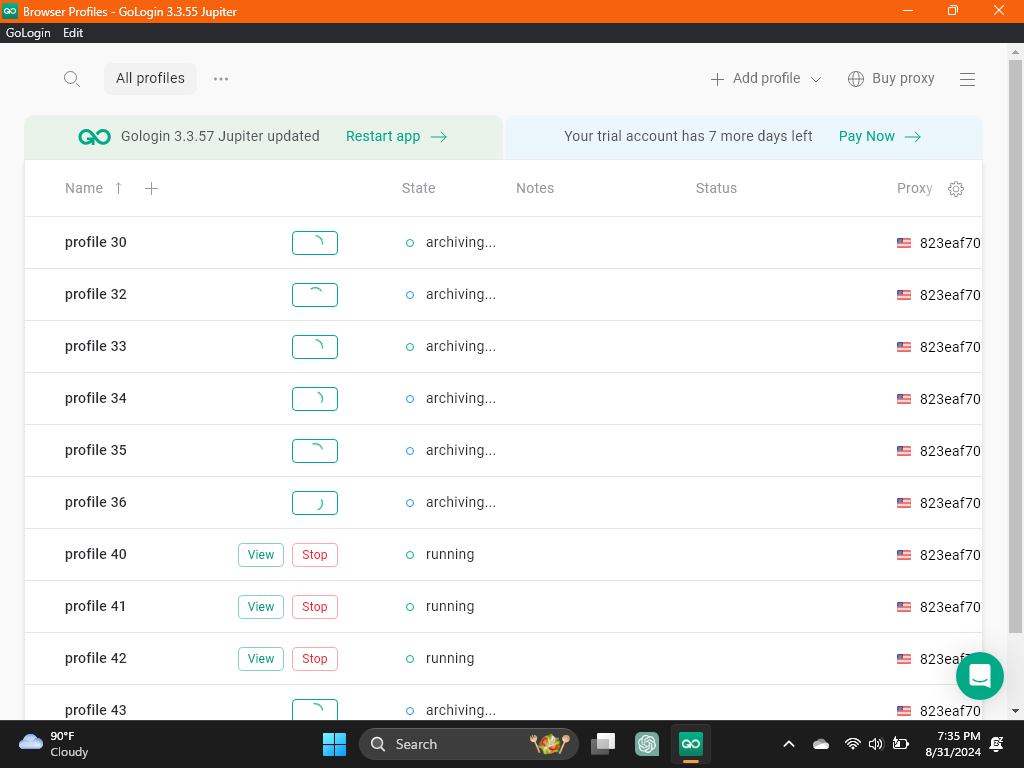 Browser Profiles - GoLogin 3.3.55 Jupiter
GoLogin Edit
All profiles ... Add profile Buy proxy
Gologin 3.3.57 Jupiter updated Restart app → Your trial account has 7 more days left Pay Now →
Name ↑ + State Notes Status Proxy
profile 30 archiving... 823eaf70
profile 32 archiving... 823eaf70
profile 33 archiving... 823eaf70
profile 34 archiving... 823eaf70
profile 35 archiving... 823eaf70
profile 36 archiving... 823eaf70
profile 40 View Stop running 823eaf70
profile 41 View Stop running 823eaf70
profile 42 View Stop running 823eaf70
profile 43 archiving... 823eaf70
90°F
Cloudy
Search
7:35 PM
8/31/2024